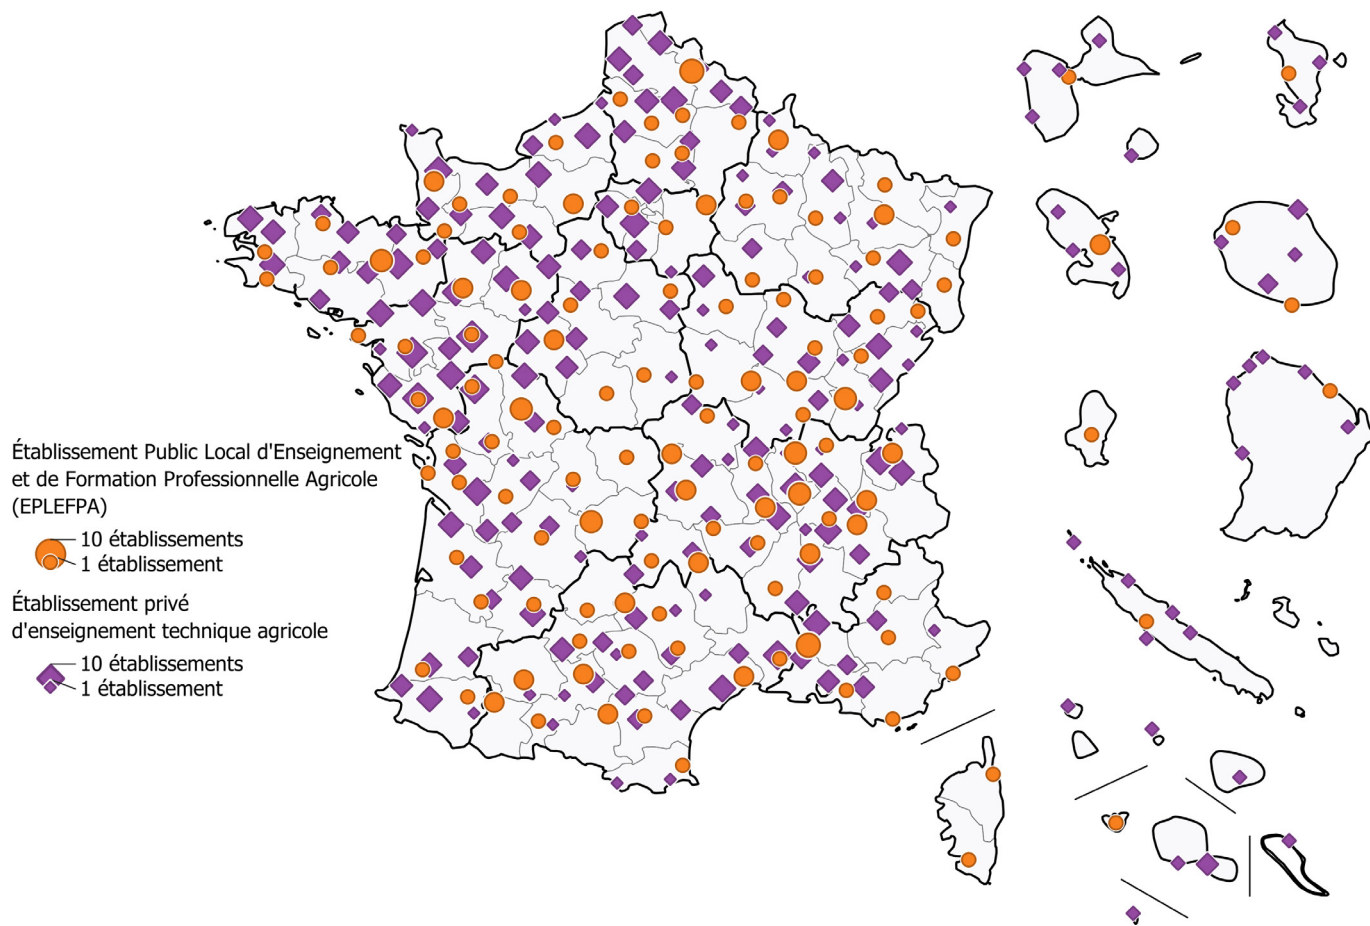 Établissement Public Local d'Enseignement
et de Formation Professionnelle Agricole
(EPLEFPA)
10 établissements
1 établissement
Établissement privé
d'enseignement technique agricole
10 établissements
1 établissement